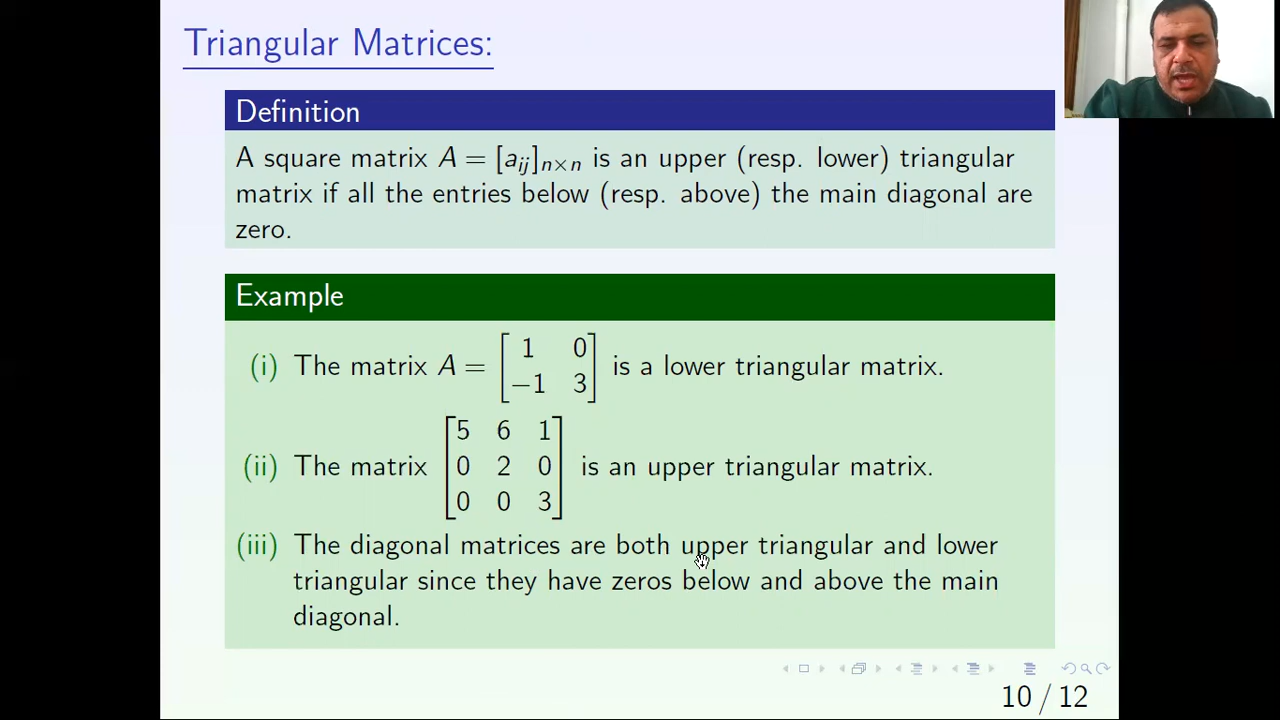 Triangular Matrices:
Definition
A square matrix A = [a_{ij}]_{n×n} is an upper (resp. lower) triangular
matrix if all the entries below (resp. above) the main diagonal are
zero.
Example
(i) The matrix A = [1 0; −1 3] is a lower triangular matrix.
(ii) The matrix [5 6 1; 0 2 0; 0 0 3] is an upper triangular matrix.
(iii) The diagonal matrices are both upper triangular and lower
triangular since they have zeros below and above the main
diagonal.
10 / 12